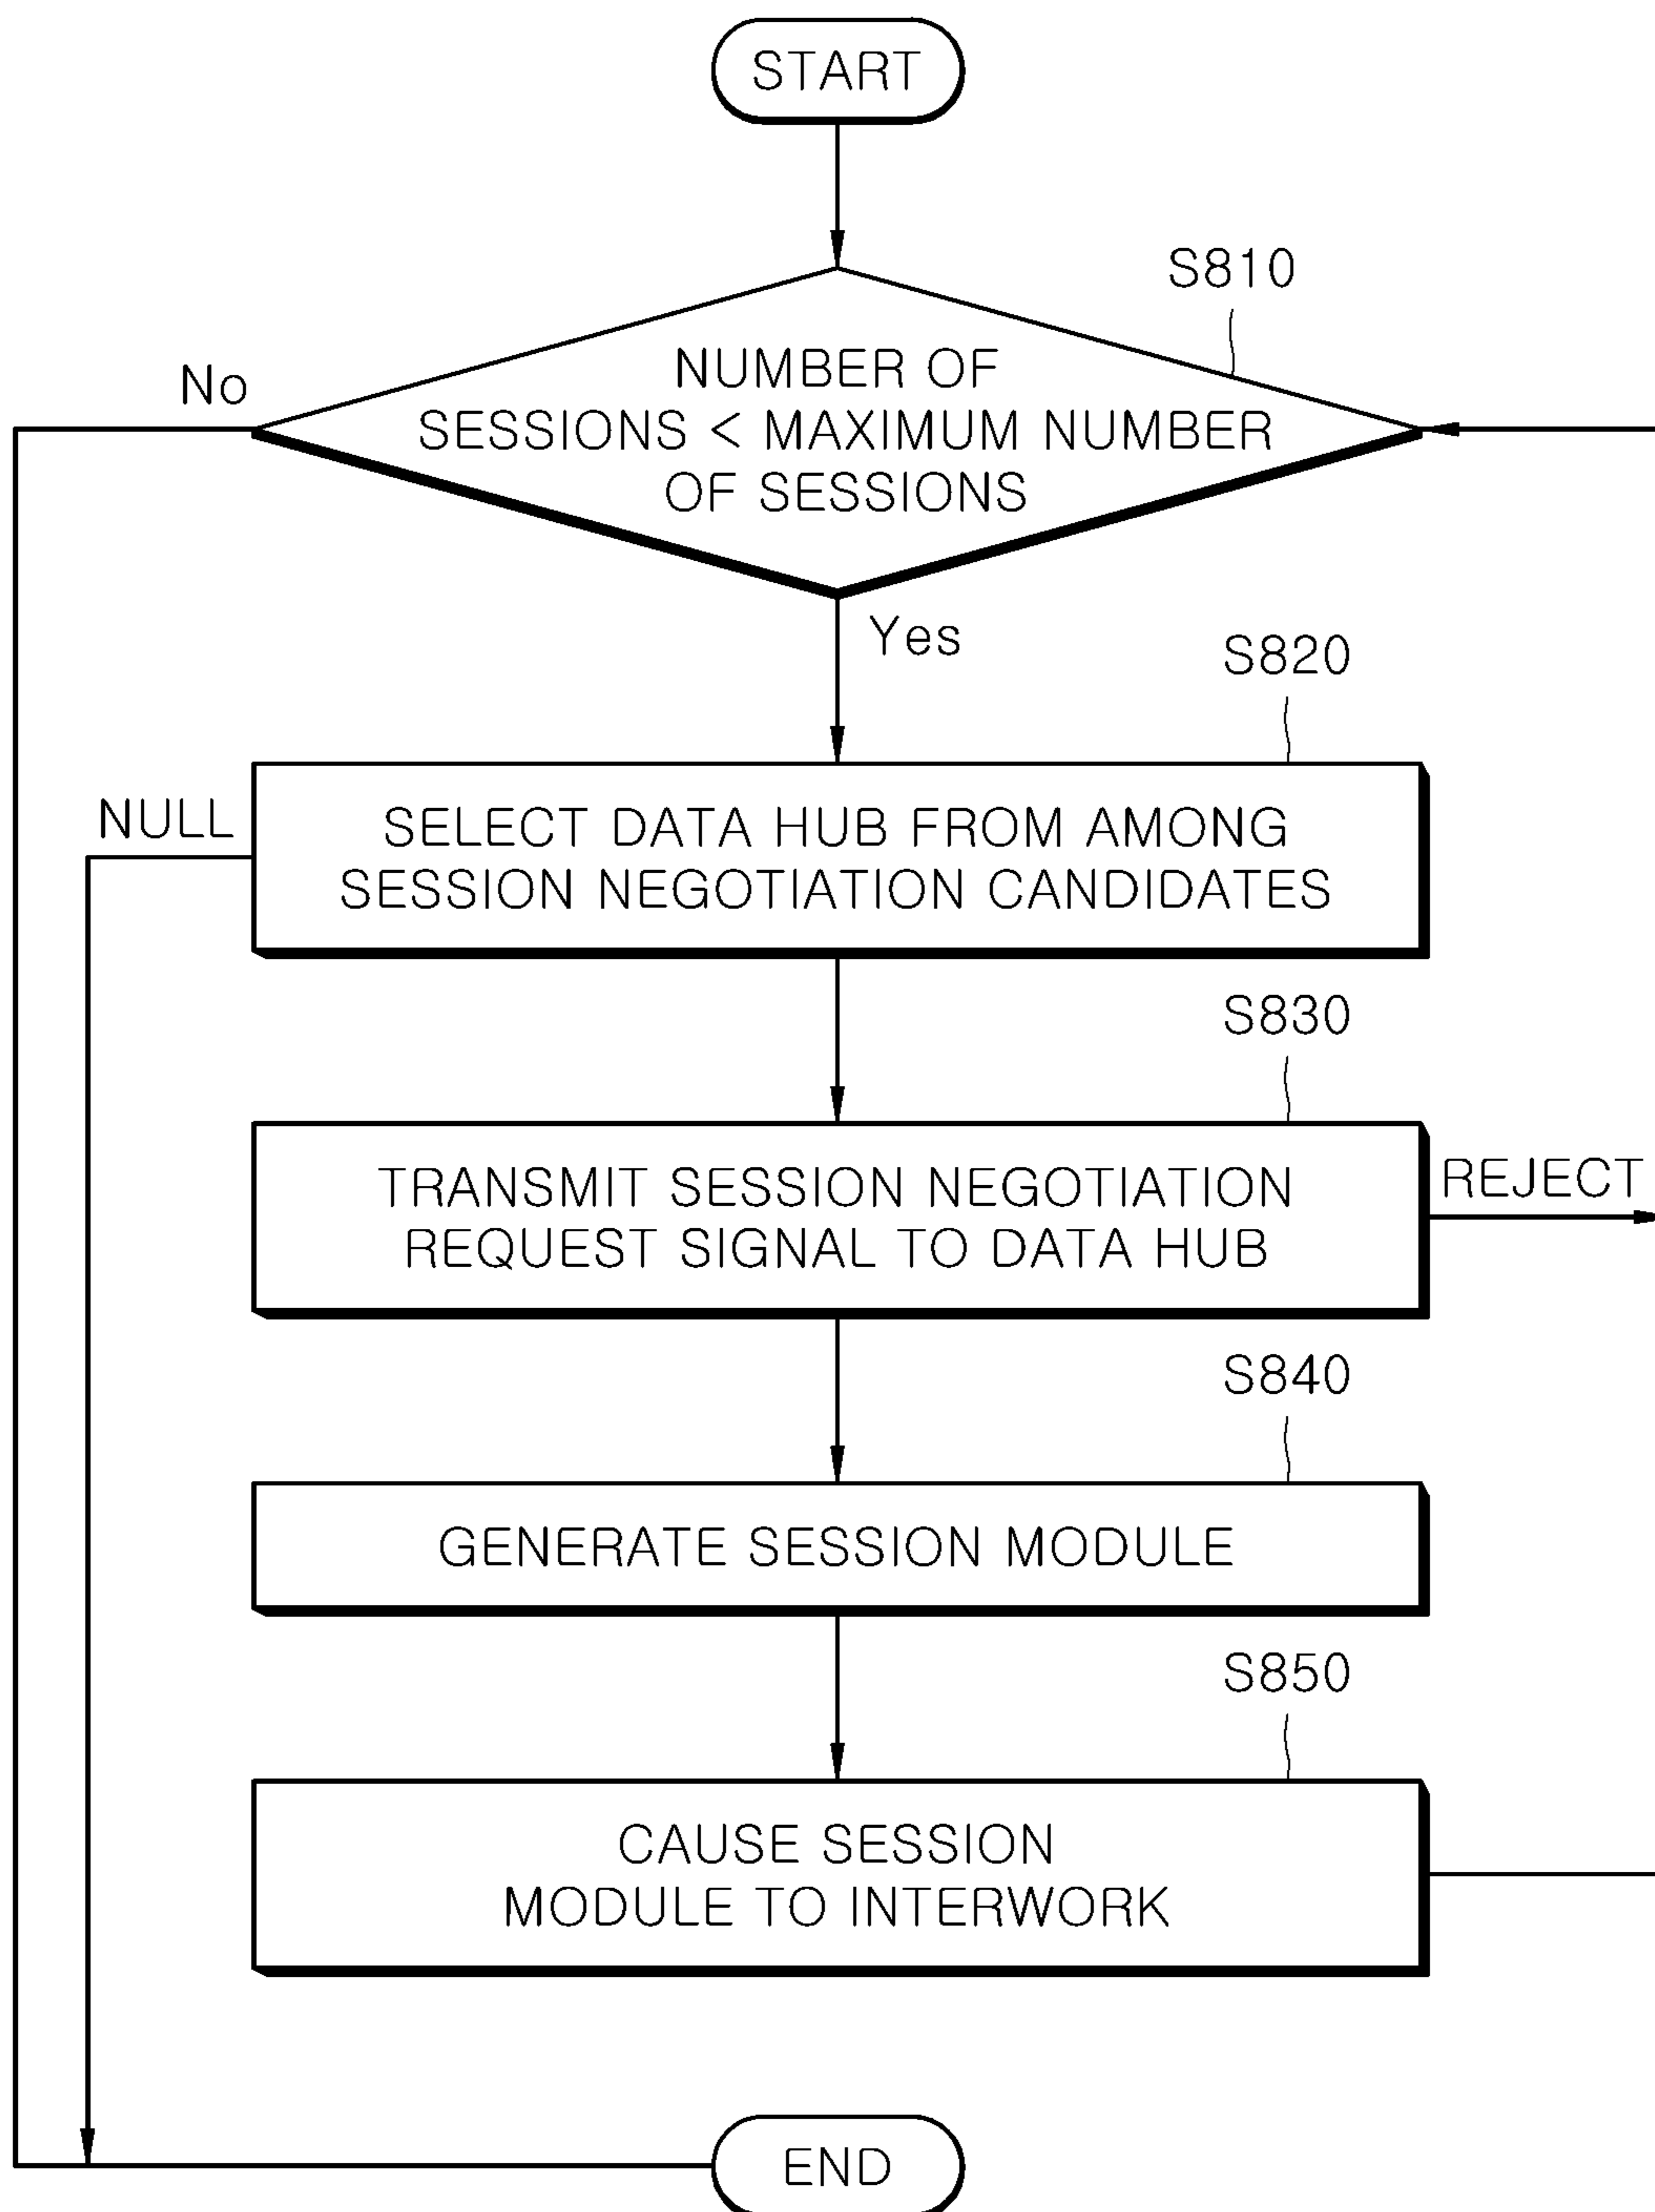 START
S810
No
NUMBER OF
SESSIONS < MAXIMUM NUMBER
OF SESSIONS
Yes
S820
NULL
SELECT DATA HUB FROM AMONG
SESSION NEGOTIATION CANDIDATES
S830
TRANSMIT SESSION NEGOTIATION
REQUEST SIGNAL TO DATA HUB
REJECT
S840
GENERATE SESSION MODULE
S850
CAUSE SESSION
MODULE TO INTERWORK
END